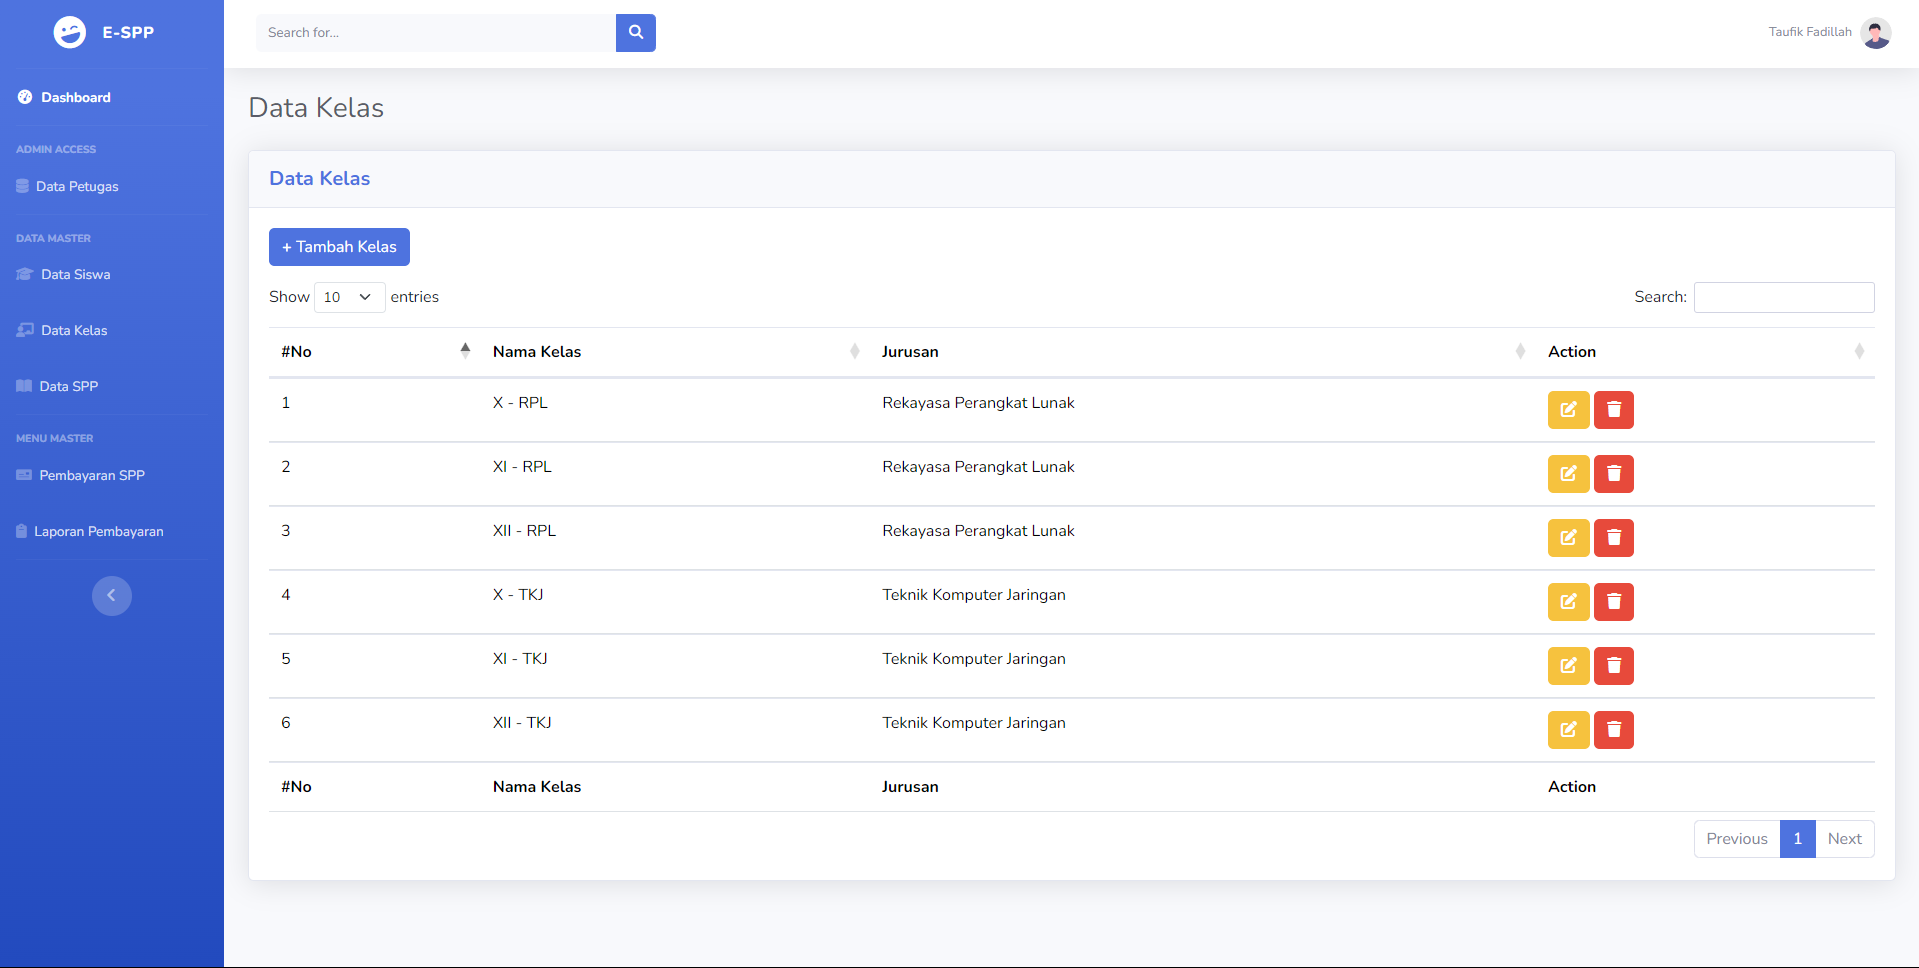 E-SPP
Dashboard
ADMIN ACCESS
Data Petugas
DATA MASTER
Data Siswa
Data Kelas
Data SPP
MENU MASTER
Pembayaran SPP
Laporan Pembayaran
Search for...
Taufik Fadillah
Data Kelas
Data Kelas
+ Tambah Kelas
Show 10 entries
Search:
#No Nama Kelas Jurusan Action
1 X - RPL Rekayasa Perangkat Lunak
2 XI - RPL Rekayasa Perangkat Lunak
3 XII - RPL Rekayasa Perangkat Lunak
4 X - TKJ Teknik Komputer Jaringan
5 XI - TKJ Teknik Komputer Jaringan
6 XII - TKJ Teknik Komputer Jaringan
#No Nama Kelas Jurusan Action
Previous 1 Next